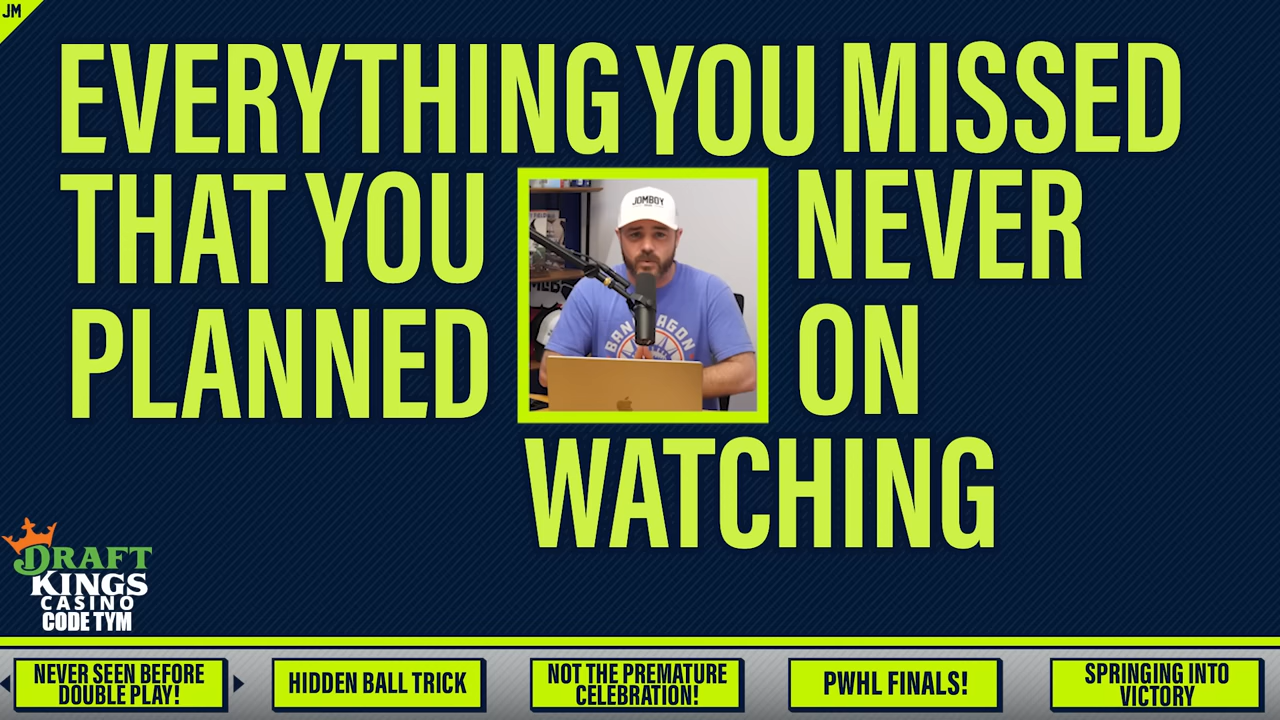 JM
EVERYTHING YOU MISSED
THAT YOU NEVER
PLANNED ON
WATCHING
JOMBOY
DRAFT
KINGS
CASINO
CODE TYM
NEVER SEEN BEFORE
DOUBLE PLAY!
HIDDEN BALL TRICK
NOT THE PREMATURE
CELEBRATION!
PWHL FINALS!
SPRINGING INTO
VICTORY